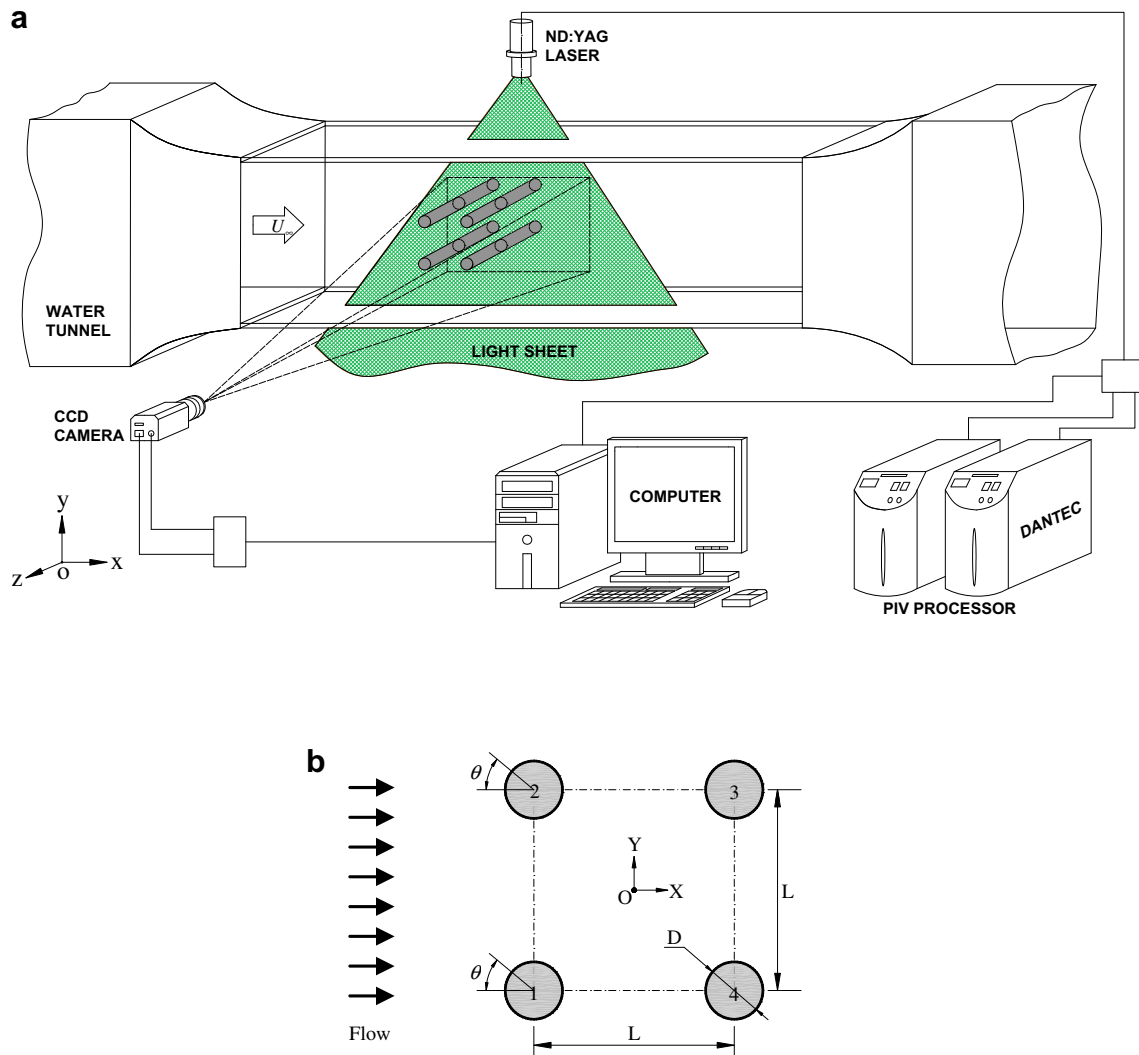 a
ND:YAG
LASER
U∞
WATER
TUNNEL
LIGHT SHEET
CCD
CAMERA
COMPUTER
DANTEC
PIV PROCESSOR
y
o
x
z
b
θ
2
3
Y
O
X
L
D
θ
1
4
Flow
L